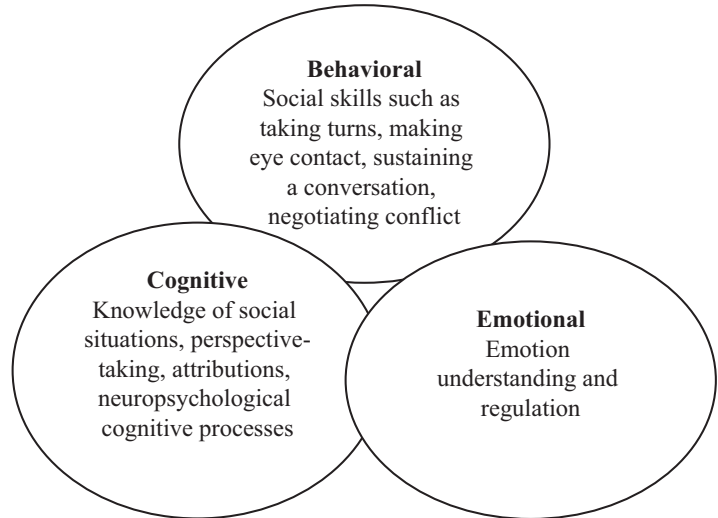 Behavioral
Social skills such as
taking turns, making
eye contact, sustaining
a conversation,
negotiating conflict
Cognitive
Knowledge of social
situations, perspective-
taking, attributions,
neuropsychological
cognitive processes
Emotional
Emotion
understanding and
regulation